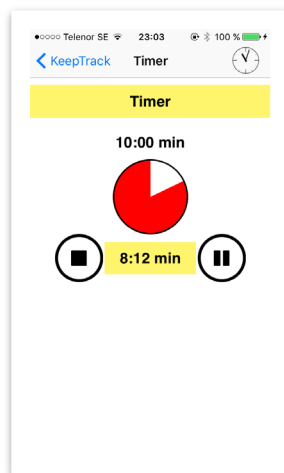 Telenor SE 23:03 100 %
KeepTrack Timer
Timer
10:00 min
8:12 min